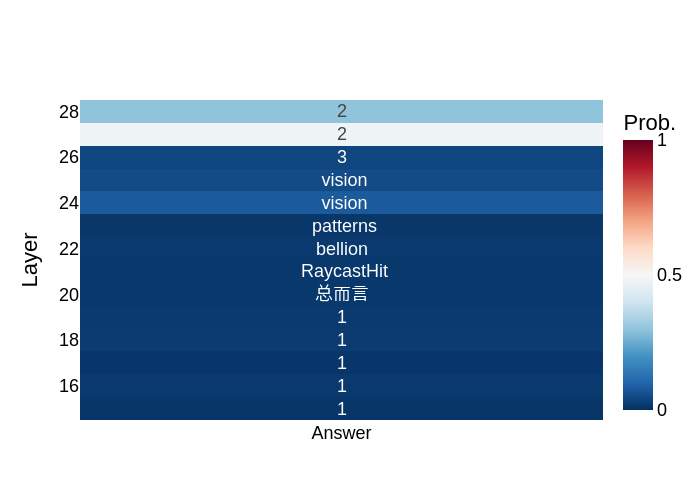 Prob.
28 2 1
2
26 3
vision
24 vision
patterns
22 bellion
0.5
RaycastHit
20 总而言
1
18 1
1
16 1
1 0
Layer
Answer